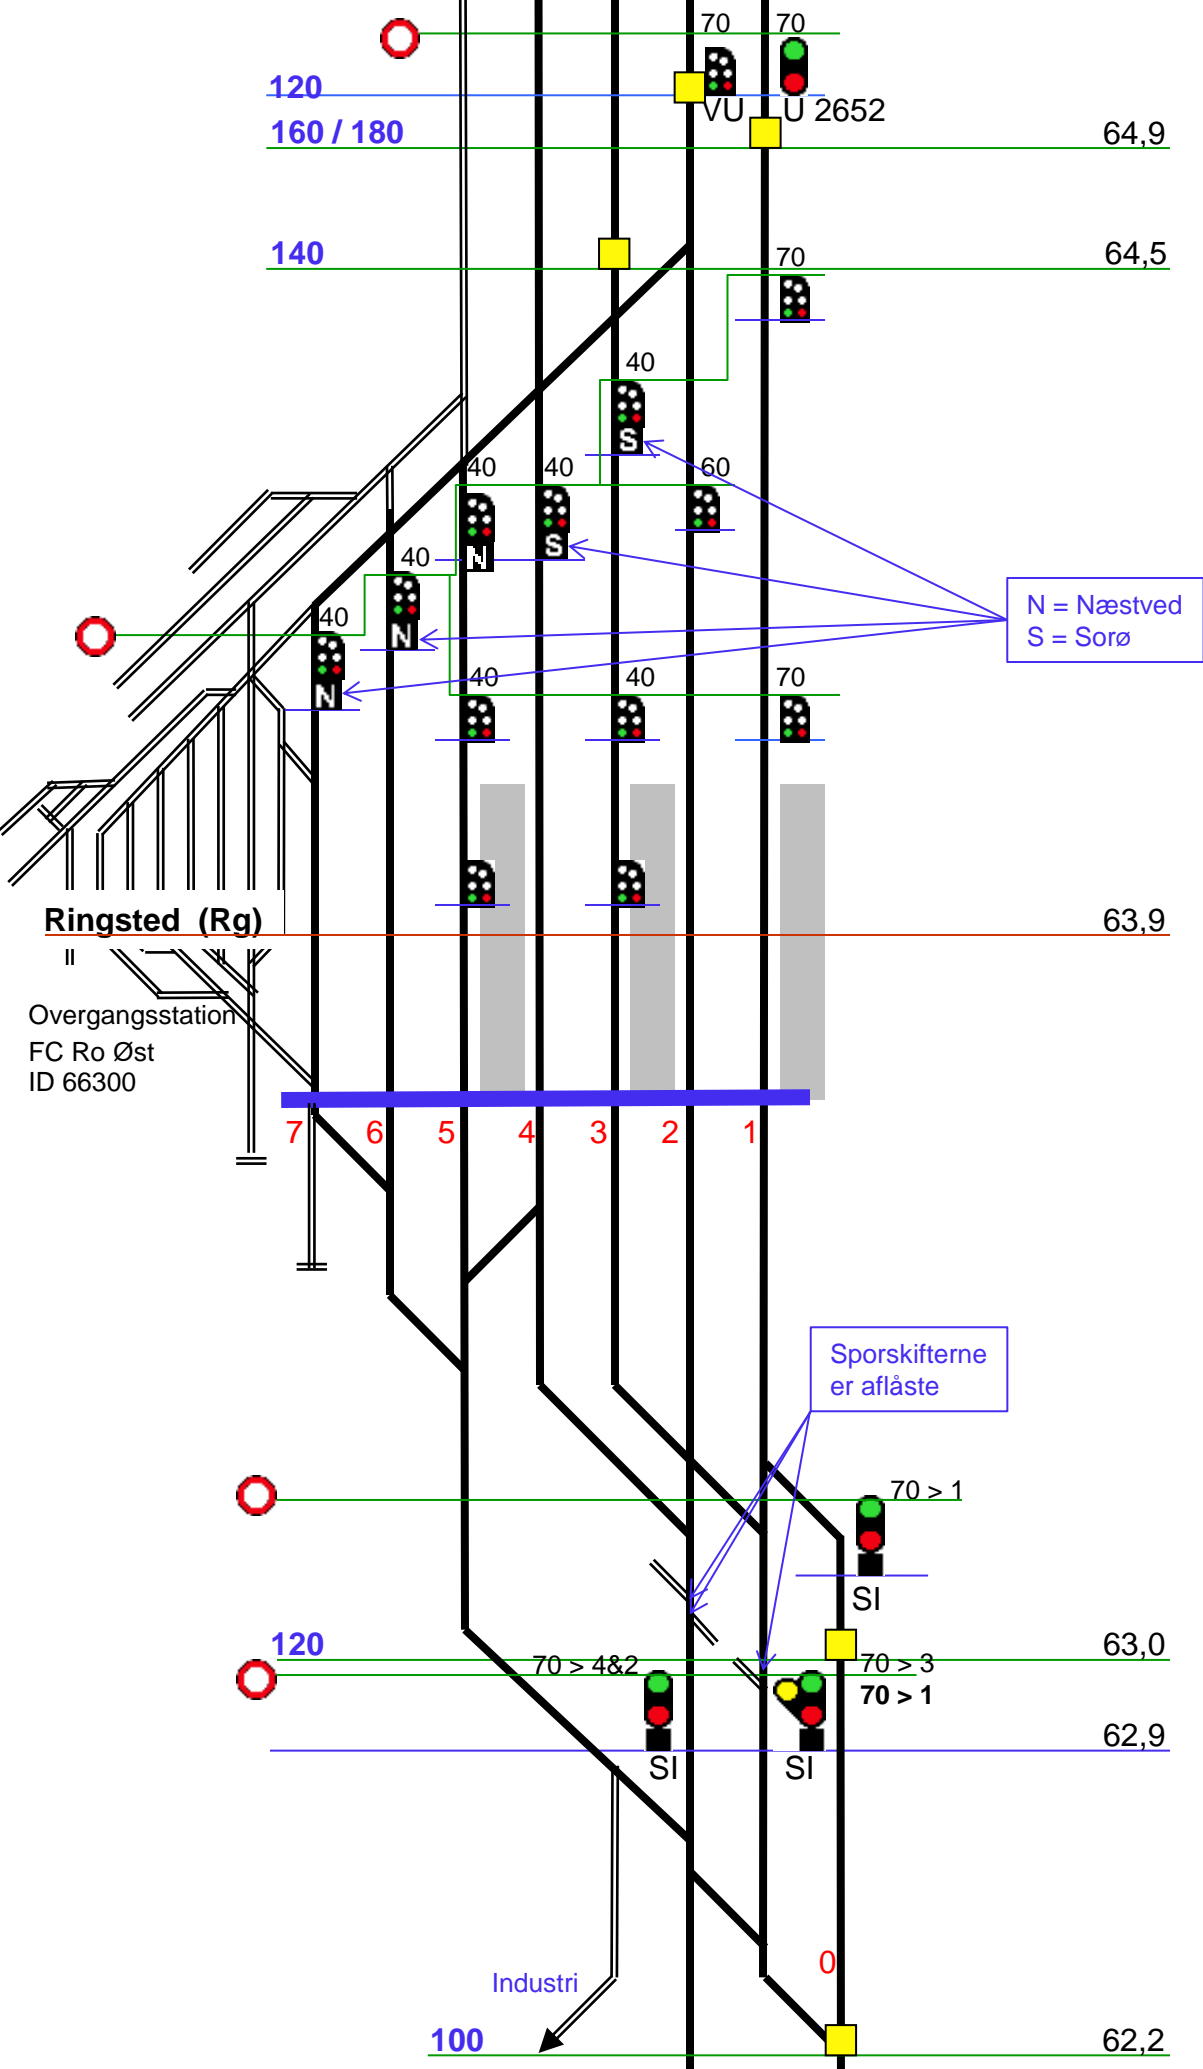 70 70
120
VU U 2652
160 / 180 64,9
140 64,5
70
40
S
40 40 60
N S
40
N
40
N
N = Næstved
S = Sorø
40 40 70
Ringsted (Rg) 63,9
Overgangsstation
FC Ro Øst
ID 66300
7 6 5 4 3 2 1
Sporskifterne
er aflåste
70 > 1
SI
120 63,0
70 > 4&2 70 > 3
70 > 1
62,9
SI SI
0
Industri
100 62,2